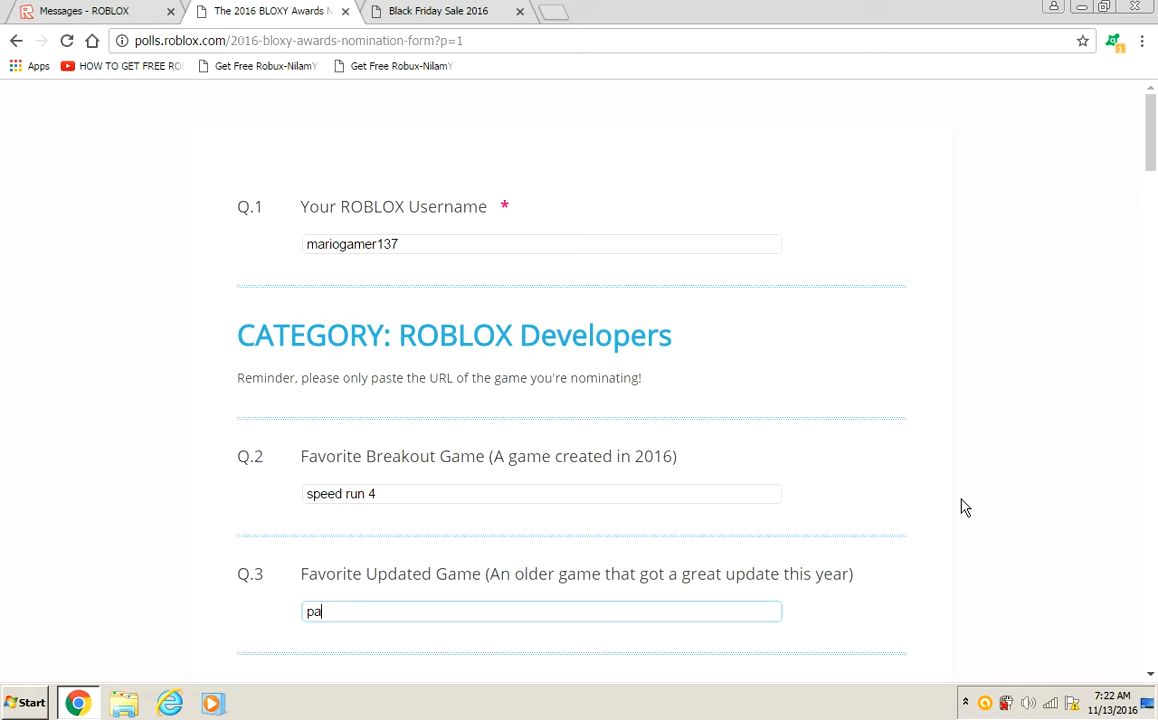 Messages - ROBLOX
The 2016 BLOXY Awards N
Black Friday Sale 2016
polls.roblox.com/2016-bloxy-awards-nomination-form?p=1
Apps
HOW TO GET FREE RO
Get Free Robux-NilamY
Get Free Robux-NilamY
Q.1 Your ROBLOX Username *
mariogamer137
CATEGORY: ROBLOX Developers
Reminder, please only paste the URL of the game you're nominating!
Q.2 Favorite Breakout Game (A game created in 2016)
speed run 4
Q.3 Favorite Updated Game (An older game that got a great update this year)
pa
Start
7:22 AM
11/13/2016